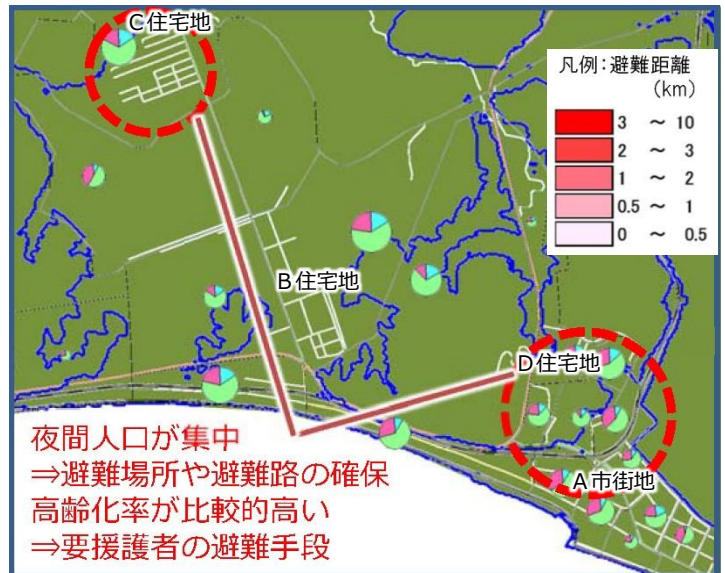 C住宅地
凡例:避難距離
(km)
3 ~ 10
2 ~ 3
1 ~ 2
0.5 ~ 1
0 ~ 0.5
B住宅地
D住宅地
A市街地
夜間人口が集中
⇒避難場所や避難路の確保
高齢化率が比較的高い
⇒要援護者の避難手段